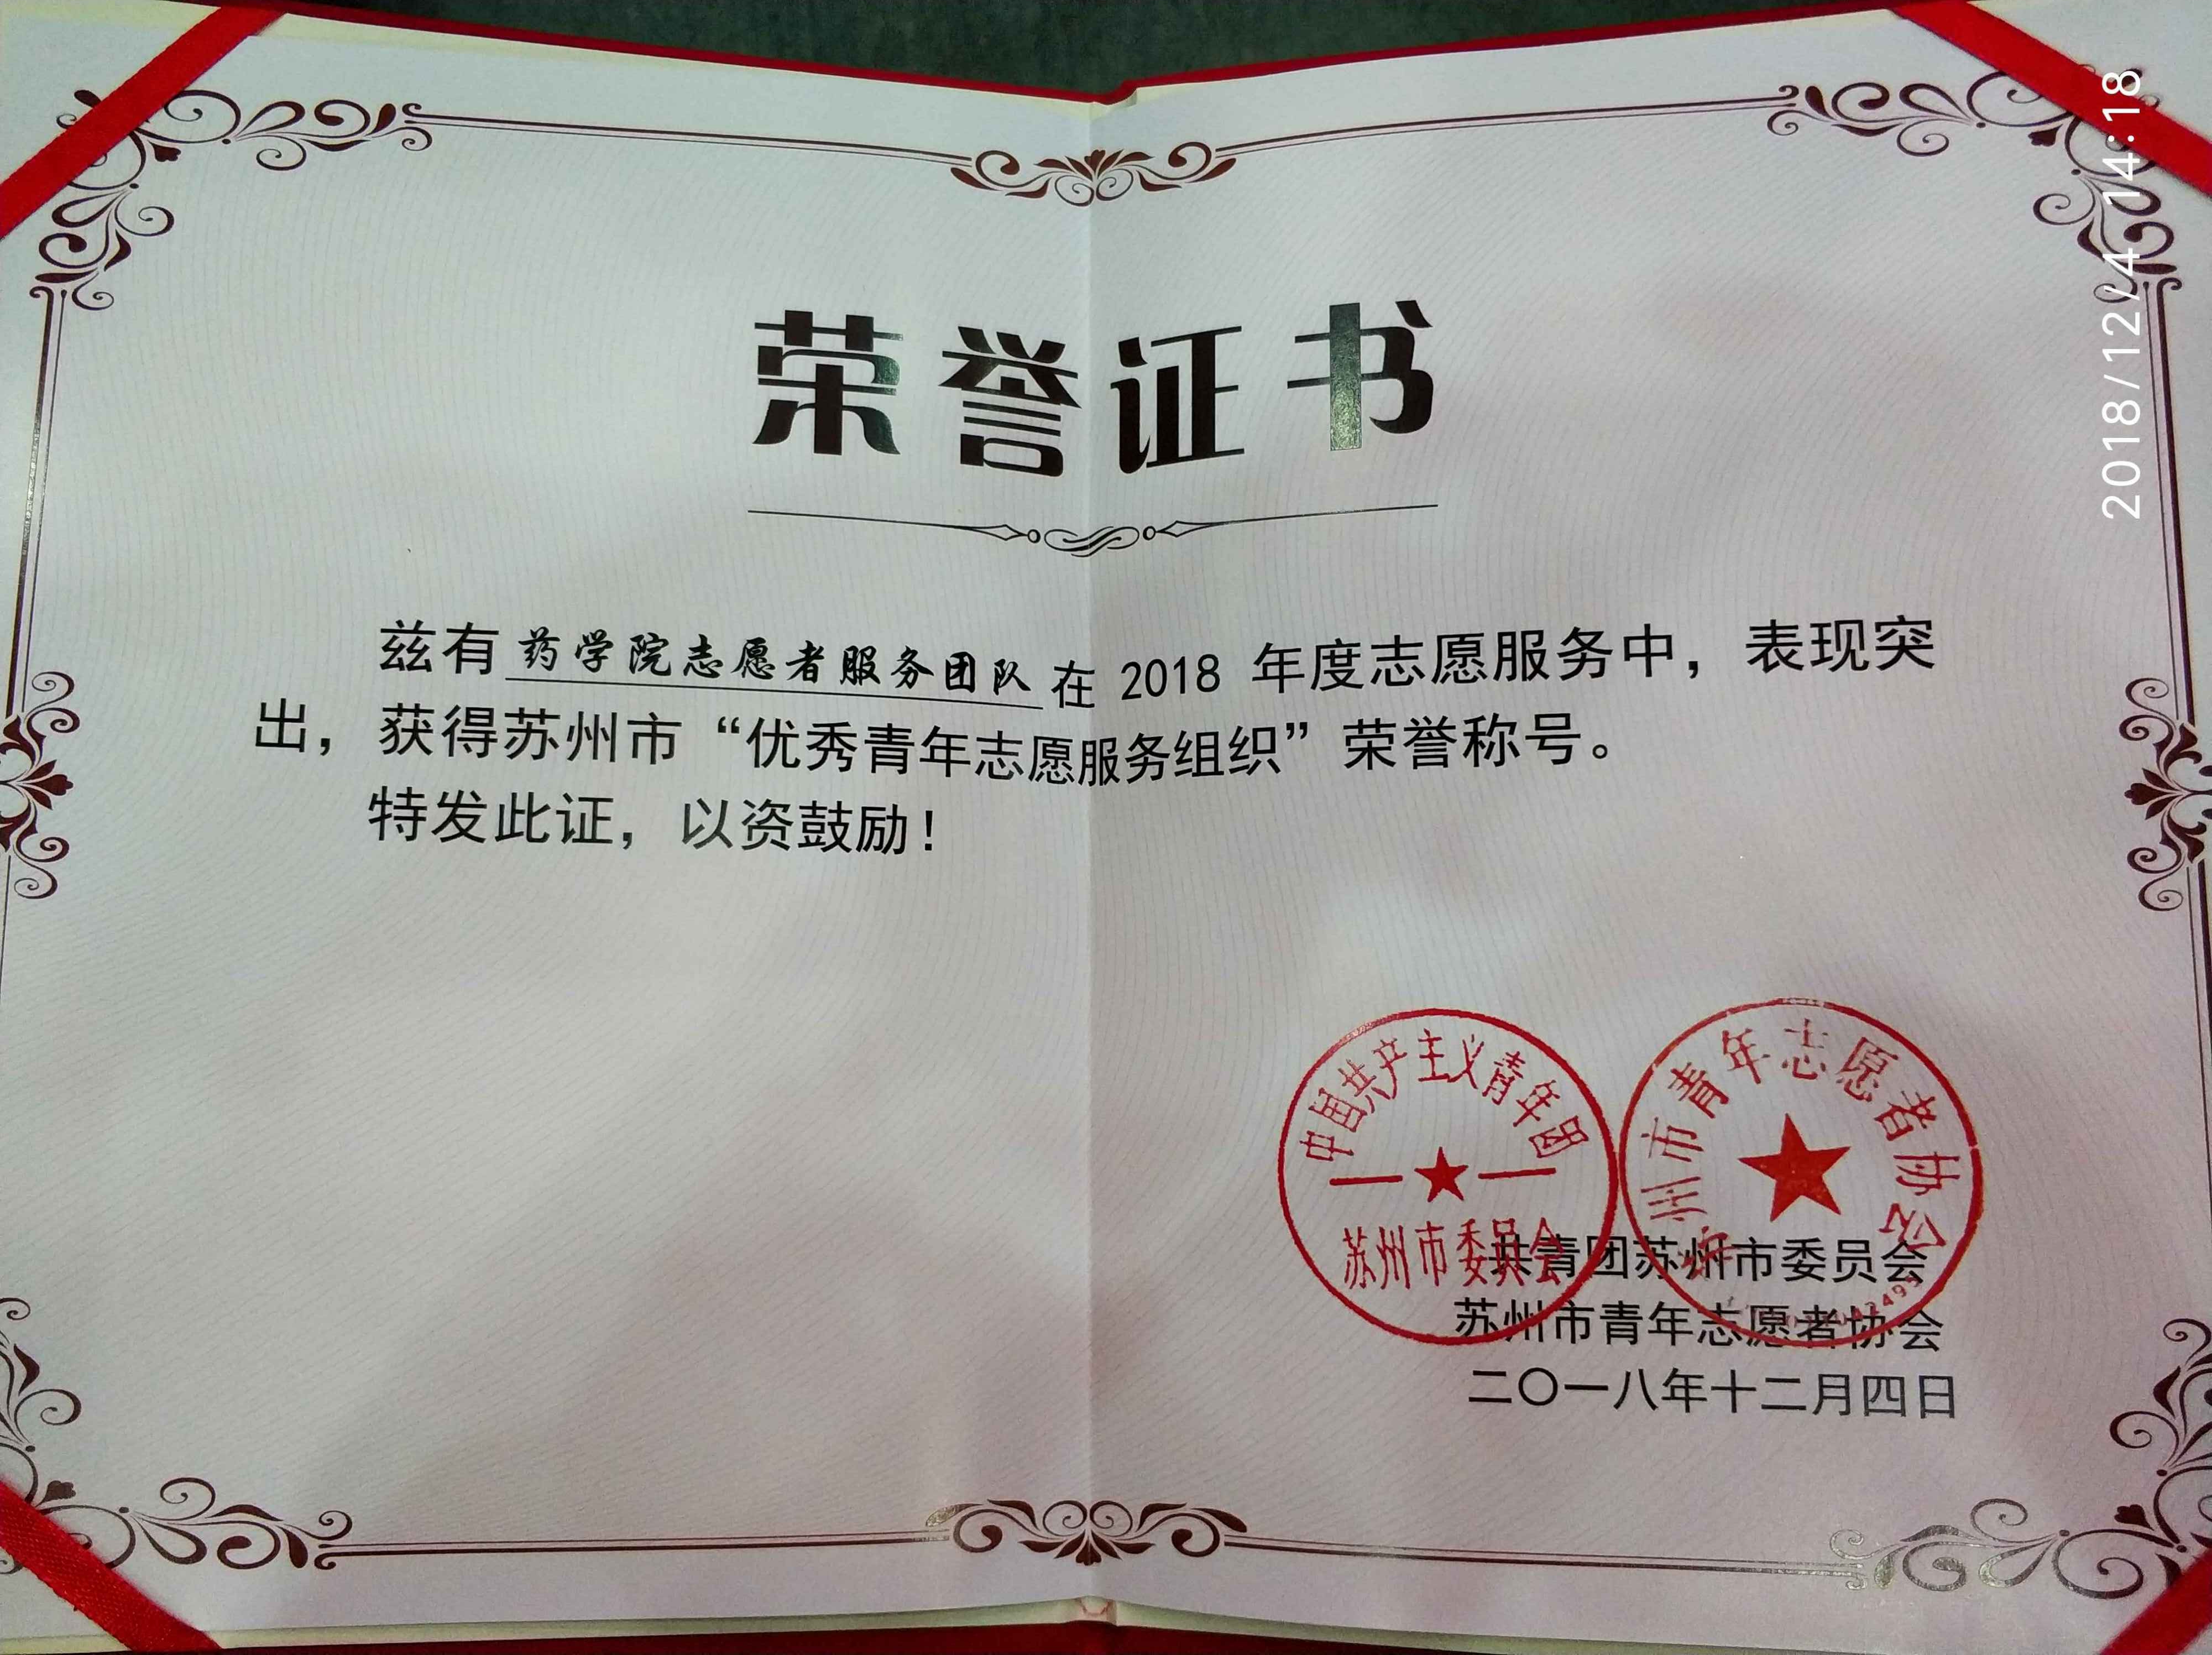 荣誉证书
兹有药学院志愿者服务团队在 2018 年度志愿服务中，表现突
出，获得苏州市“优秀青年志愿服务组织”荣誉称号。
特发此证，以资鼓励！
中国共产主义青年团
苏州市委员会
苏州市青年志愿者协会
共青团苏州市委员会
苏州市青年志愿者协会
二〇一八年十二月四日
2018/12/4 14:18